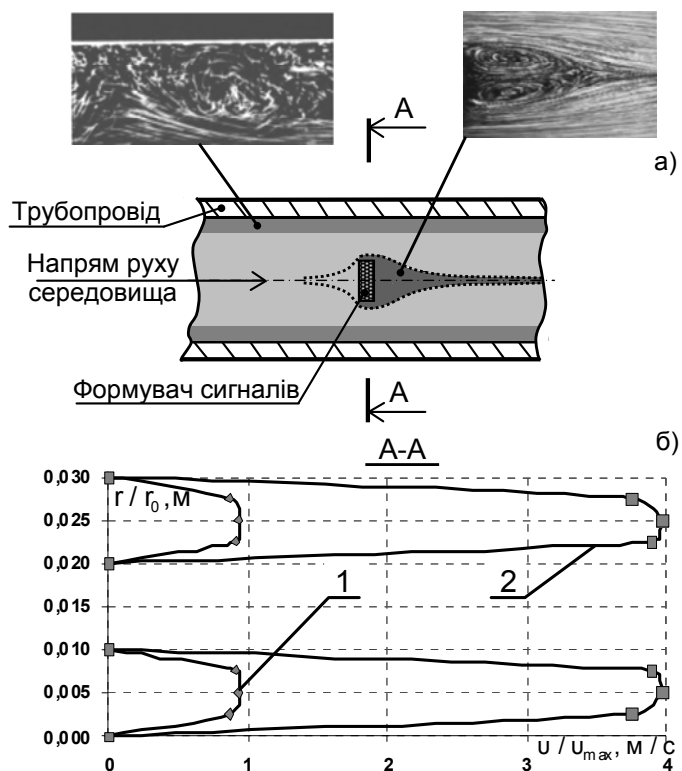 A
а)
Трубопровід
Напрям руху
середовища
Формувач сигналів
A
б)
A-A
0,030
r / r0 , м
0,025
0,020
1
2
0,015
0,010
0,005
0,000
υ / υmax, м / с
0
1
2
3
4